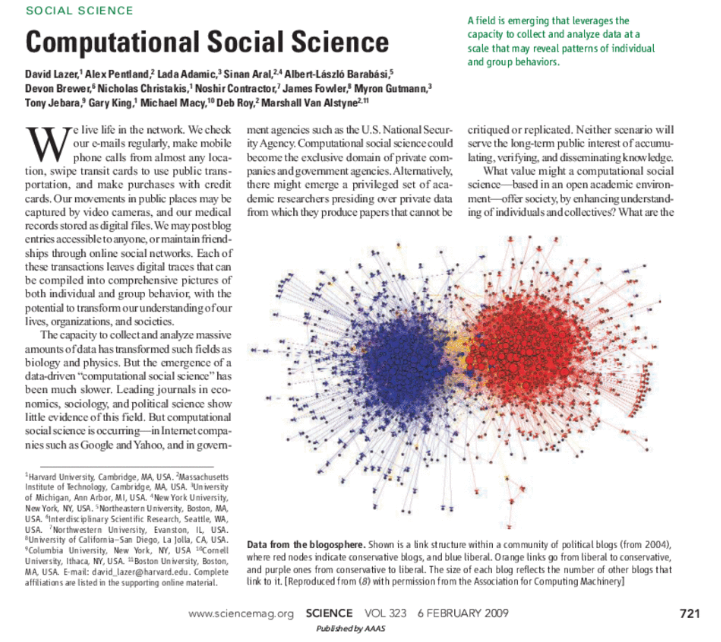 SOCIAL SCIENCE
Computational Social Science
David Lazer,¹ Alex Pentland,² Lada Adamic,³ Sinan Aral,²,⁴ Albert-László Barabási,⁵
Devon Brewer,⁶ Nicholas Christakis,¹ Noshir Contractor,⁷ James Fowler,⁸ Myron Gutmann,³
Tony Jebara,⁹ Gary King,¹ Michael Macy,¹⁰ Deb Roy,² Marshall Van Alstyne²,¹¹
A field is emerging that leverages the
capacity to collect and analyze data at a
scale that may reveal patterns of individual
and group behaviors.
We live life in the network. We check
our e-mails regularly, make mobile
phone calls from almost any loca-
tion, swipe transit cards to use public trans-
portation, and make purchases with credit
cards. Our movements in public places may be
captured by video cameras, and our medical
records stored as digital files. We may post blog
entries accessible to anyone, or maintain friend-
ships through online social networks. Each of
these transactions leaves digital traces that can
be compiled into comprehensive pictures of
both individual and group behavior, with the
potential to transform our understanding of our
lives, organizations, and societies.
The capacity to collect and analyze massive
amounts of data has transformed such fields as
biology and physics. But the emergence of a
data-driven “computational social science” has
been much slower. Leading journals in eco-
nomics, sociology, and political science show
little evidence of this field. But computational
social science is occurring—in Internet compa-
nies such as Google and Yahoo, and in govern-
ment agencies such as the U.S. National Secur-
ity Agency. Computational social science could
become the exclusive domain of private com-
panies and government agencies. Alternatively,
there might emerge a privileged set of aca-
demic researchers presiding over private data
from which they produce papers that cannot be
critiqued or replicated. Neither scenario will
serve the long-term public interest of accumu-
lating, verifying, and disseminating knowledge.
What value might a computational social
science—based in an open academic environ-
ment—offer society, by enhancing understand-
ing of individuals and collectives? What are the
¹Harvard University, Cambridge, MA, USA. ²Massachusetts
Institute of Technology, Cambridge, MA, USA. ³University
of Michigan, Ann Arbor, MI, USA. ⁴New York University,
New York, NY, USA. ⁵Northeastern University, Boston, MA,
USA. ⁶Interdisciplinary Scientific Research, Seattle, WA,
USA. ⁷Northwestern University, Evanston, IL, USA.
⁸University of California–San Diego, La Jolla, CA, USA.
⁹Columbia University, New York, NY, USA ¹⁰Cornell
University, Ithaca, NY, USA. ¹¹Boston University, Boston,
MA, USA. E-mail: david_lazer@harvard.edu. Complete
affiliations are listed in the supporting online material.
Data from the blogosphere. Shown is a link structure within a community of political blogs (from 2004),
where red nodes indicate conservative blogs, and blue liberal. Orange links go from liberal to conservative,
and purple ones from conservative to liberal. The size of each blog reflects the number of other blogs that
link to it. [Reproduced from (8) with permission from the Association for Computing Machinery]
www.sciencemag.org SCIENCE VOL 323 6 FEBRUARY 2009 721
Published by AAAS